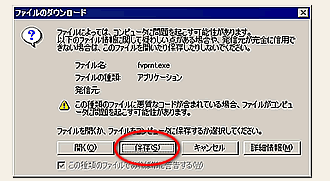 ファイルのダウンロード
ファイルによっては、コンピュータに問題を起こす可能性があります。
以下のファイル情報に関して疑わしい点がある場合や、発信元が完全に信用で
きない場合は、このファイルを開いたり保存したりしないでください。
ファイル名: fvprnt.exe
ファイルの種類: アプリケーション
発信元:
この種類のファイルに悪質なコードが含まれている場合、ファイルがコンピュ
ータに問題を起こす可能性があります。
ファイルを開くか、ファイルをコンピュータに保存するか選択してください。
開く(O) 保存(S) キャンセル 詳細情報(M)
この種類のファイルであれば常に警告する(W)